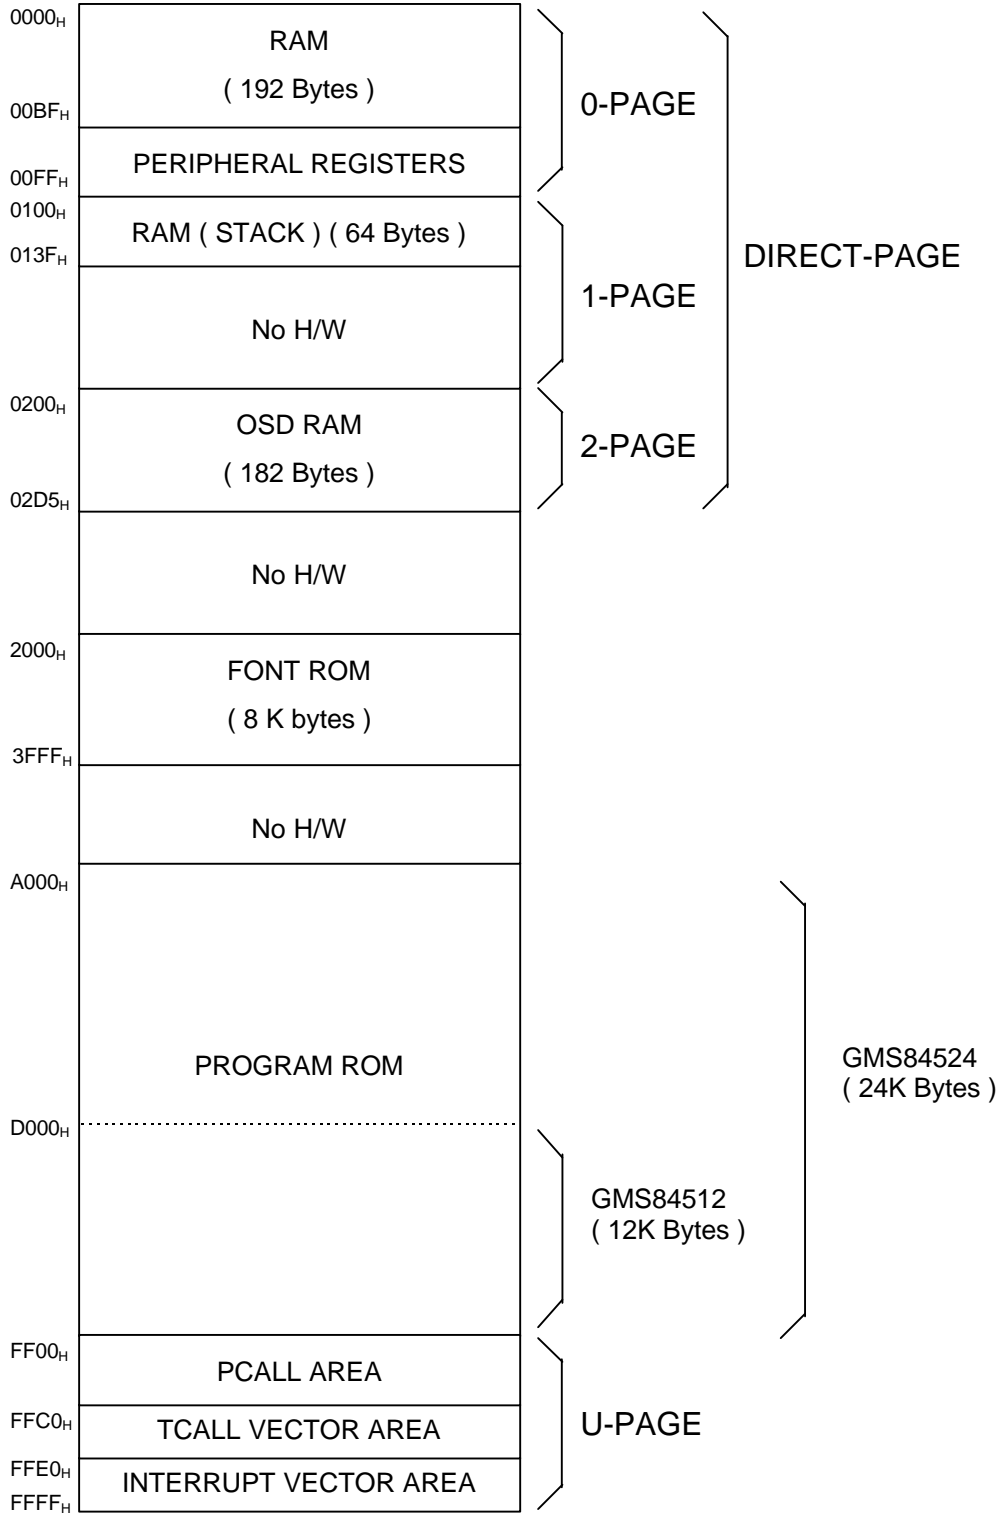 0000H
RAM
( 192 Bytes )
00BFH
0-PAGE
PERIPHERAL REGISTERS
00FFH
0100H
RAM ( STACK ) ( 64 Bytes )
013FH
DIRECT-PAGE
1-PAGE
No H/W
0200H
OSD RAM
( 182 Bytes )
2-PAGE
02D5H
No H/W
2000H
FONT ROM
( 8 K bytes )
3FFFH
No H/W
A000H
PROGRAM ROM
GMS84524
( 24K Bytes )
D000H
GMS84512
( 12K Bytes )
FF00H
PCALL AREA
FFC0H
TCALL VECTOR AREA
U-PAGE
FFE0H
INTERRUPT VECTOR AREA
FFFFH